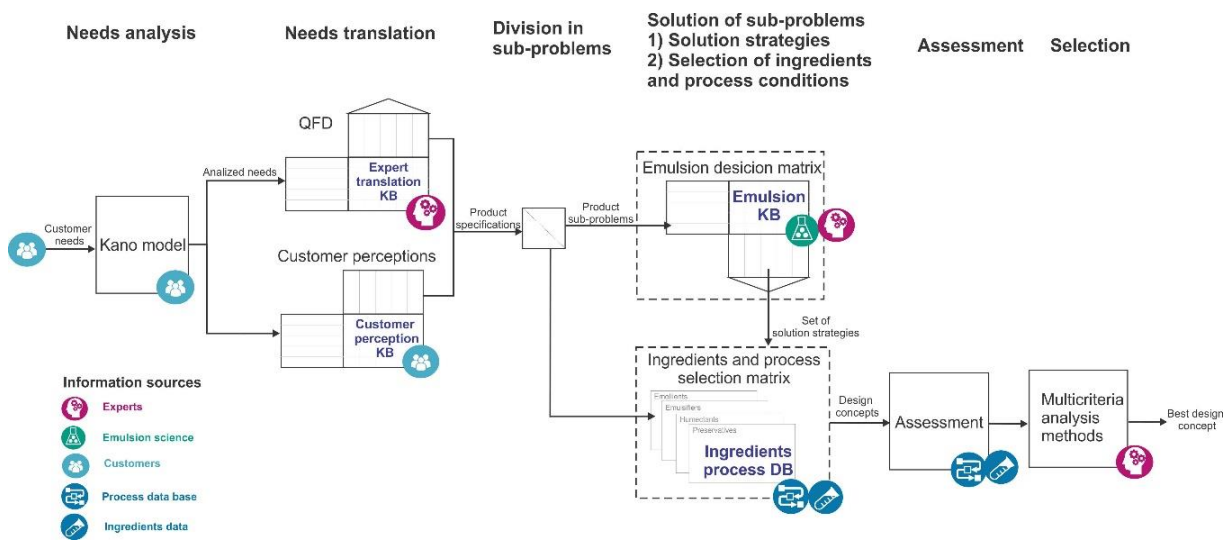 Needs analysis
Needs translation
Division in
sub-problems
Solution of sub-problems
1) Solution strategies
2) Selection of ingredients
and process conditions
Assessment
Selection
QFD
Analized needs
Expert
translation
KB
Customer
needs
Kano model
Customer perceptions
Customer
perception
KB
Product
specifications
Product
sub-problems
Emulsion desicion matrix
Emulsion
KB
Set of
solution strategies
Ingredients and process
selection matrix
Emolients
Emusifiers
Humectants
Preservatives
Ingredients
process DB
Design
concepts
Assessment
Multicriteria
analysis
methods
Best design
concept
Information sources
Experts
Emulsion science
Customers
Process data base
Ingredients data